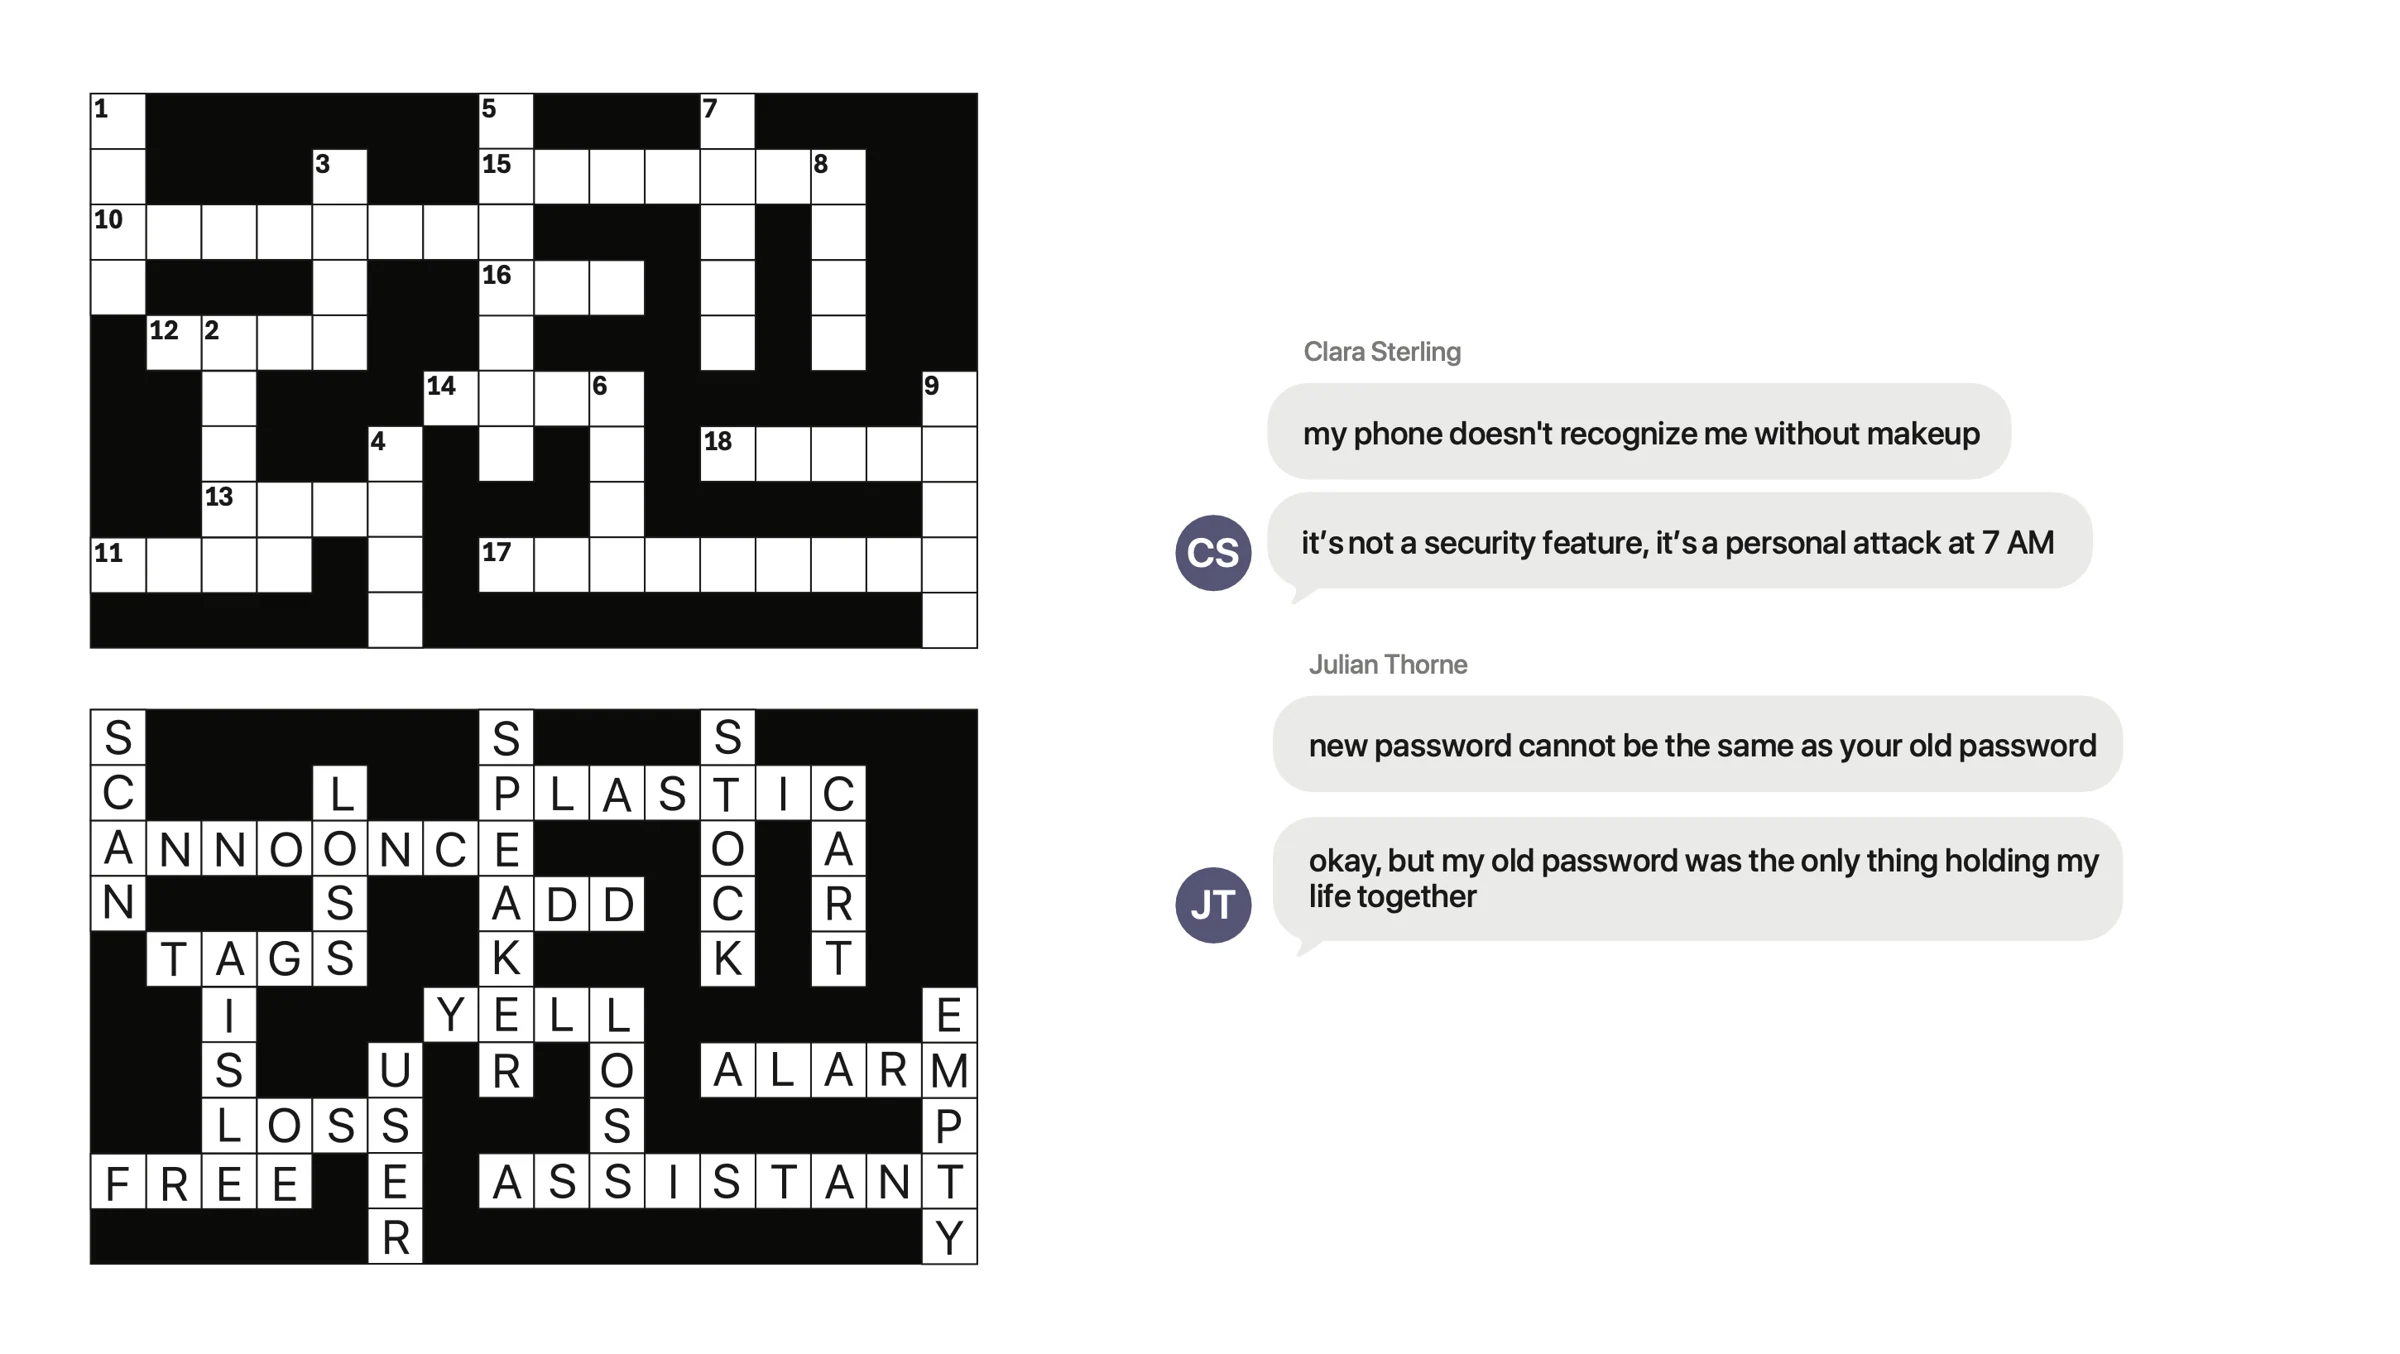 1 5 7
3 15 8
10
16
12 2
14 6 9
4 18
13
11 17
S S S
C L P L A S T I C
A N N O O N C E O A
N S A D D C R
T A G S K K T
I Y E L L E
S U R O A L A R M
L O S S S P
F R E E E A S S I S T A N T
R Y
Clara Sterling
my phone doesn't recognize me without makeup
it’s not a security feature, it’s a personal attack at 7 AM
CS
Julian Thorne
new password cannot be the same as your old password
okay, but my old password was the only thing holding my
life together
JT